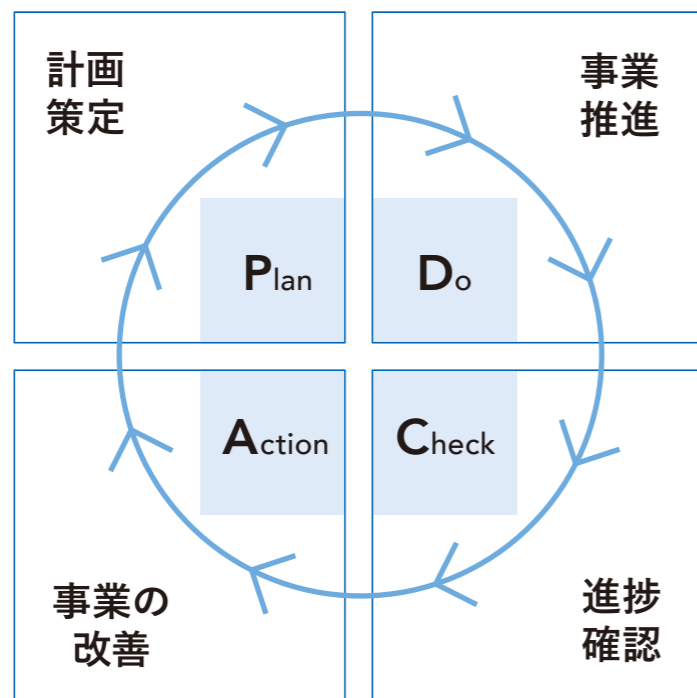 計画
策定
事業
推進
Plan
Do
Action
Check
事業の
改善
進捗
確認